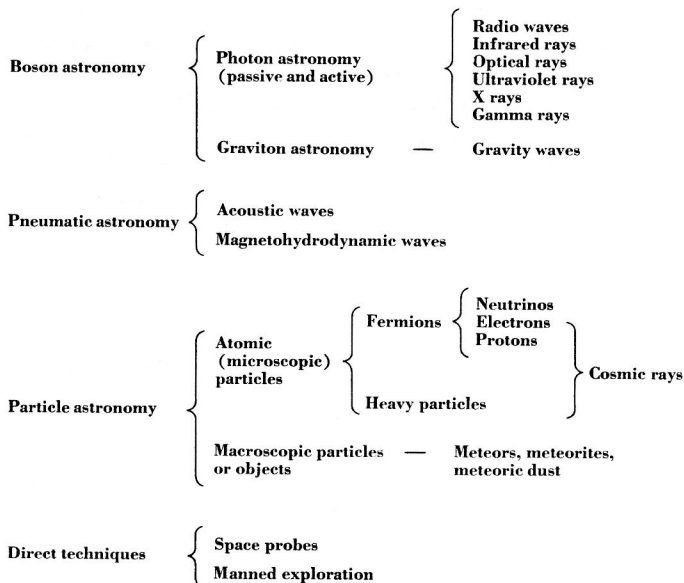 Boson astronomy
Photon astronomy
(passive and active)
Radio waves
Infrared rays
Optical rays
Ultraviolet rays
X rays
Gamma rays
Graviton astronomy — Gravity waves
Pneumatic astronomy
Acoustic waves
Magnetohydrodynamic waves
Particle astronomy
Atomic
(microscopic)
particles
Fermions
Neutrinos
Electrons
Protons
Heavy particles
Cosmic rays
Macroscopic particles — Meteors, meteorites,
or objects meteoric dust
Direct techniques
Space probes
Manned exploration